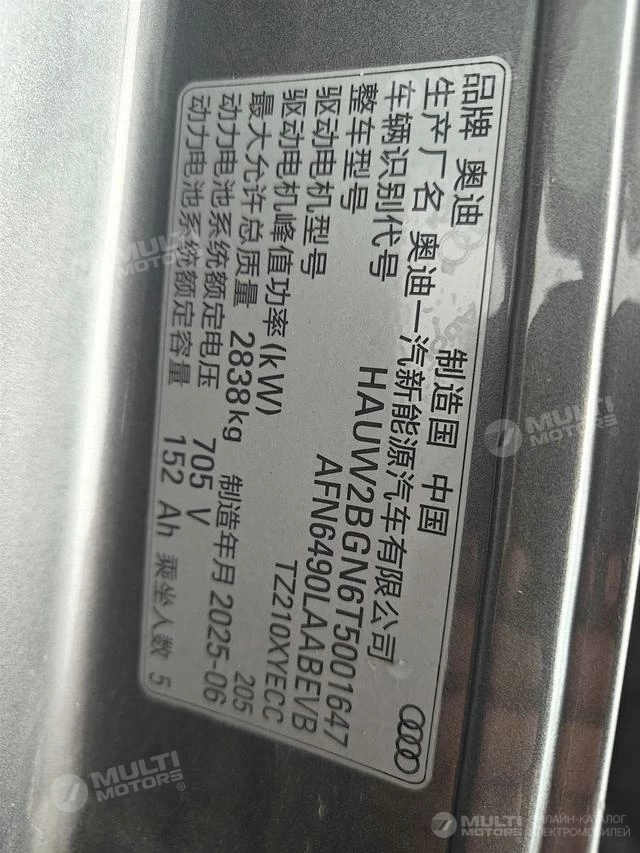 品牌 奥迪 制造国 中国
生产厂名 奥迪一汽新能源汽车有限公司
车辆识别代号 HAUW2BGN6T5001647
整车型号 AFN6490LAABEVB
驱动电机型号 TZ210XYECC
驱动电机峰值功率(kW) 205
最大允许总质量 2838kg 制造年月 2025-06
动力电池系统额定电压 705 V
动力电池系统额定容量 152 Ah 乘坐人数 5
MULTI MOTORS®
MULTI MOTORS®
MULTI MOTORS®
MULTI MOTORS® ОНЛАЙН-КАТАЛОГ ЭЛЕКТРОМОБИЛЕЙ